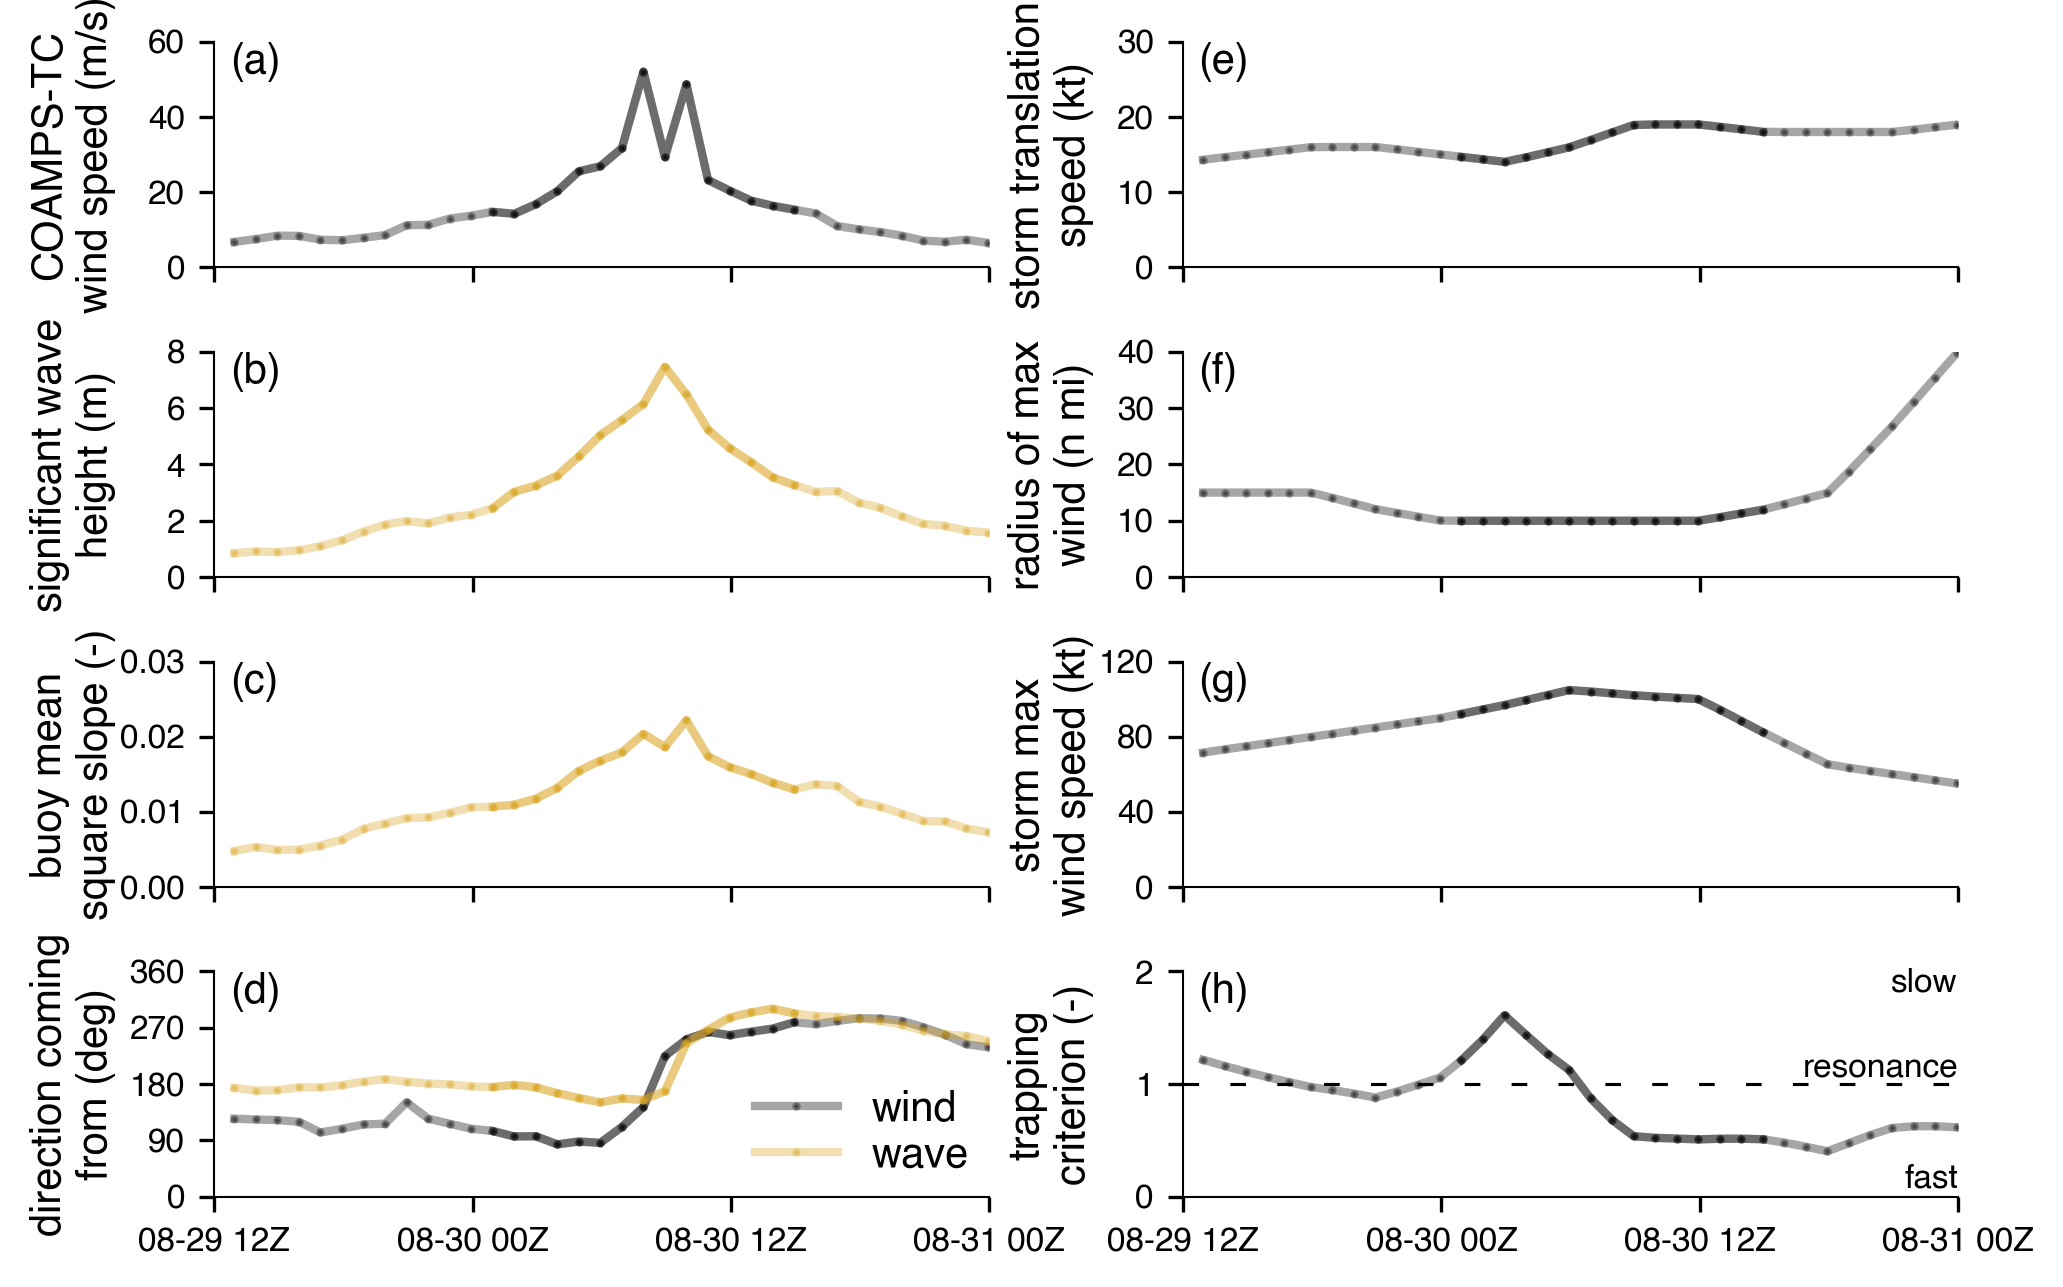 COAMPS-TC
wind speed (m/s)
60
40
20
0
(a)
significant wave
height (m)
8
6
4
2
0
(b)
buoy mean
square slope (-)
0.03
0.02
0.01
0.00
(c)
direction coming
from (deg)
360
270
180
90
0
(d)
wind
wave
08-29 12Z
08-30 00Z
08-30 12Z
08-31 00Z
storm translation
speed (kt)
30
20
10
0
(e)
radius of max
wind (n mi)
40
30
20
10
0
(f)
storm max
wind speed (kt)
120
80
40
0
(g)
trapping
criterion (-)
2
1
0
(h)
slow
resonance
fast
08-29 12Z
08-30 00Z
08-30 12Z
08-31 00Z